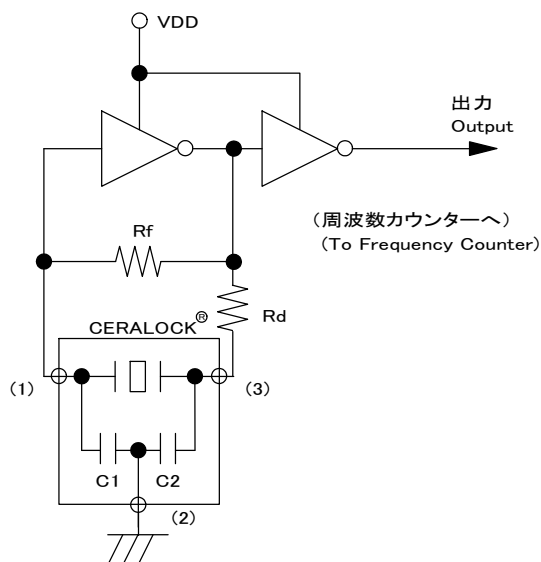 VDD
出力
Output
(周波数カウンターへ)
(To Frequency Counter)
Rf
Rd
CERALOCK®
(1)
(3)
C1
C2
(2)